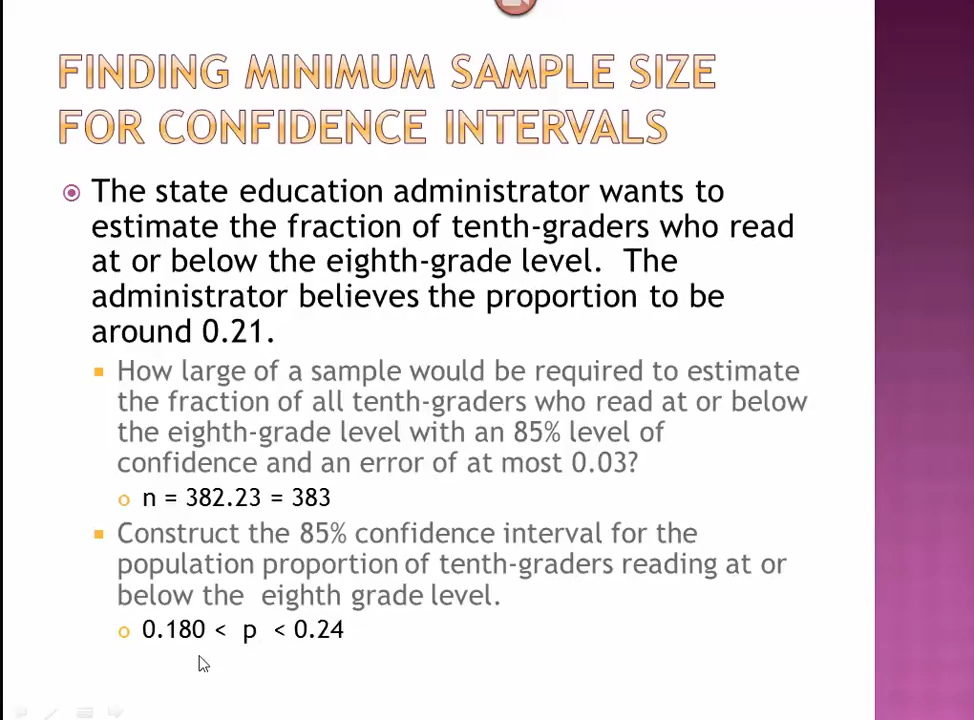 FINDING MINIMUM SAMPLE SIZE
FOR CONFIDENCE INTERVALS
The state education administrator wants to
estimate the fraction of tenth-graders who read
at or below the eighth-grade level. The
administrator believes the proportion to be
around 0.21.
How large of a sample would be required to estimate
the fraction of all tenth-graders who read at or below
the eighth-grade level with an 85% level of
confidence and an error of at most 0.03?
n = 382.23 = 383
Construct the 85% confidence interval for the
population proportion of tenth-graders reading at or
below the eighth grade level.
0.180 < p < 0.24